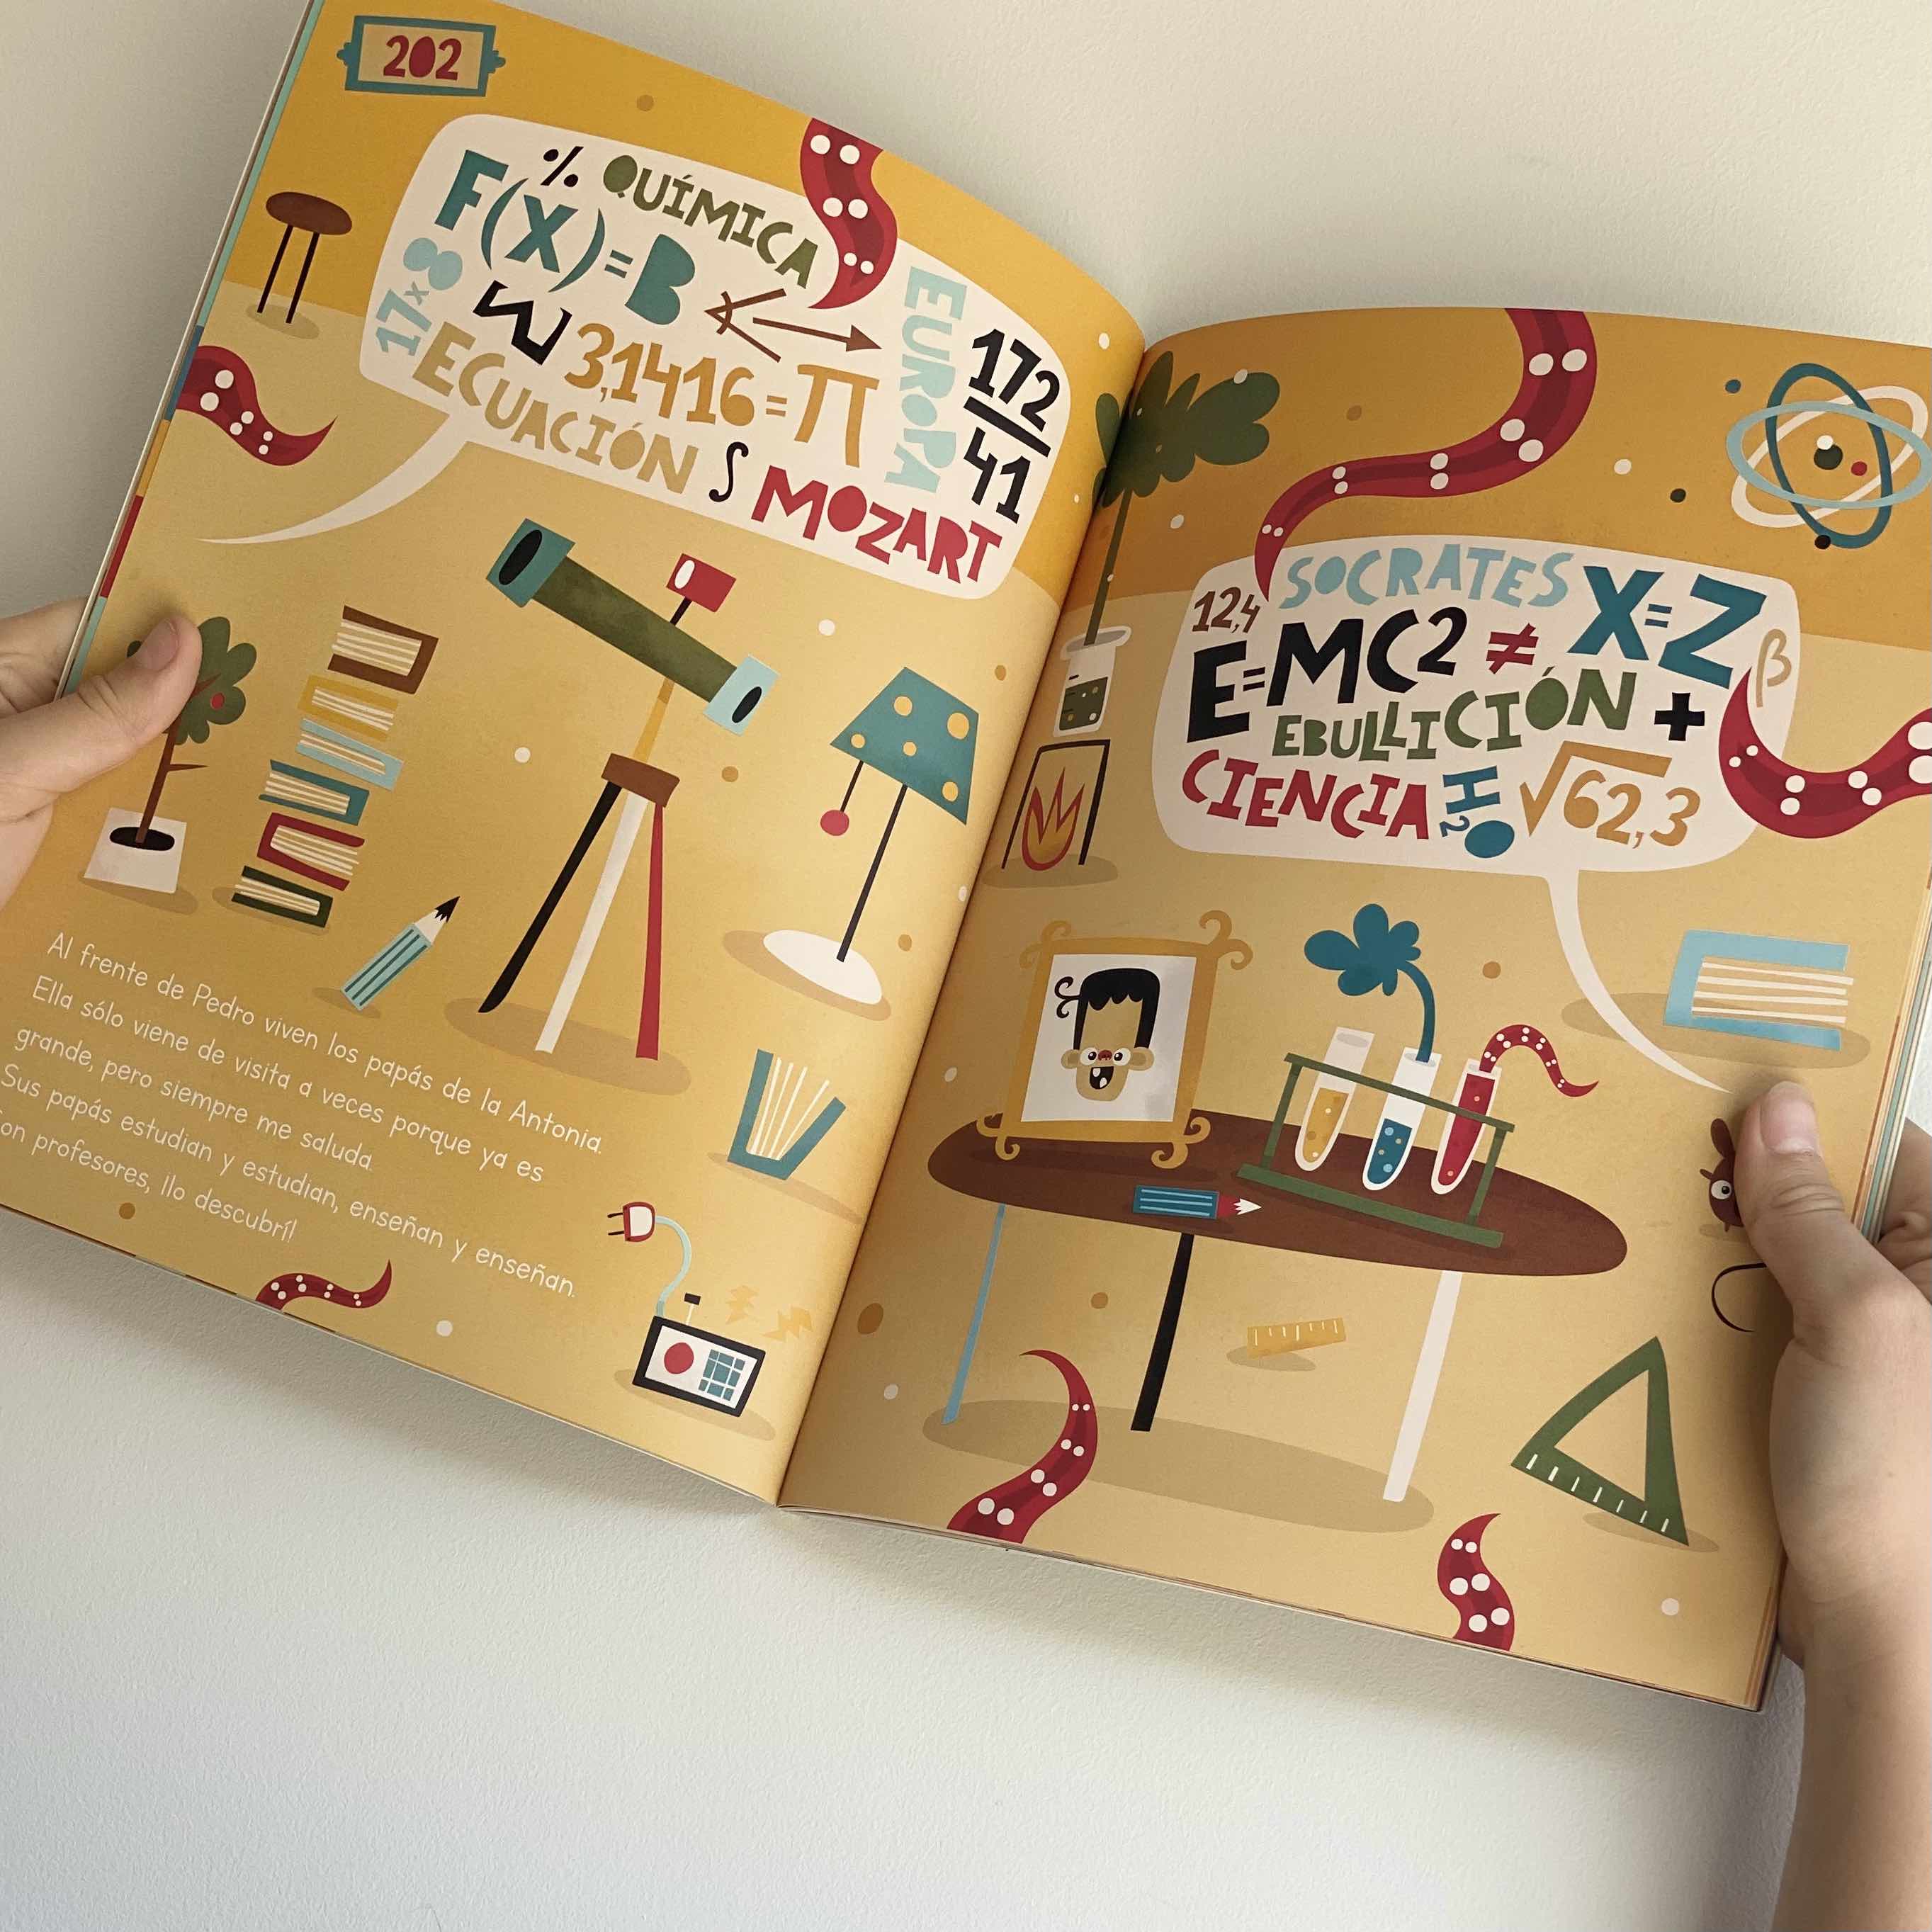 202
% QUÍMICA
F(X)=B
17x8
Σ 3,1416=π
ECUACIÓN ∫ MOZART
EUROPA
172
41
Al frente de Pedro viven los papás de la Antonia.
Ella sólo viene de visita a veces porque ya es
grande, pero siempre me saluda.
Sus papás estudian y estudian, enseñan y enseñan.
profesores, ¡lo descubrí!
SOCRATES X=Z
12,4
E=MC2 ≠
β
EBULLICIÓN +
CIENCIA H2O √62,3